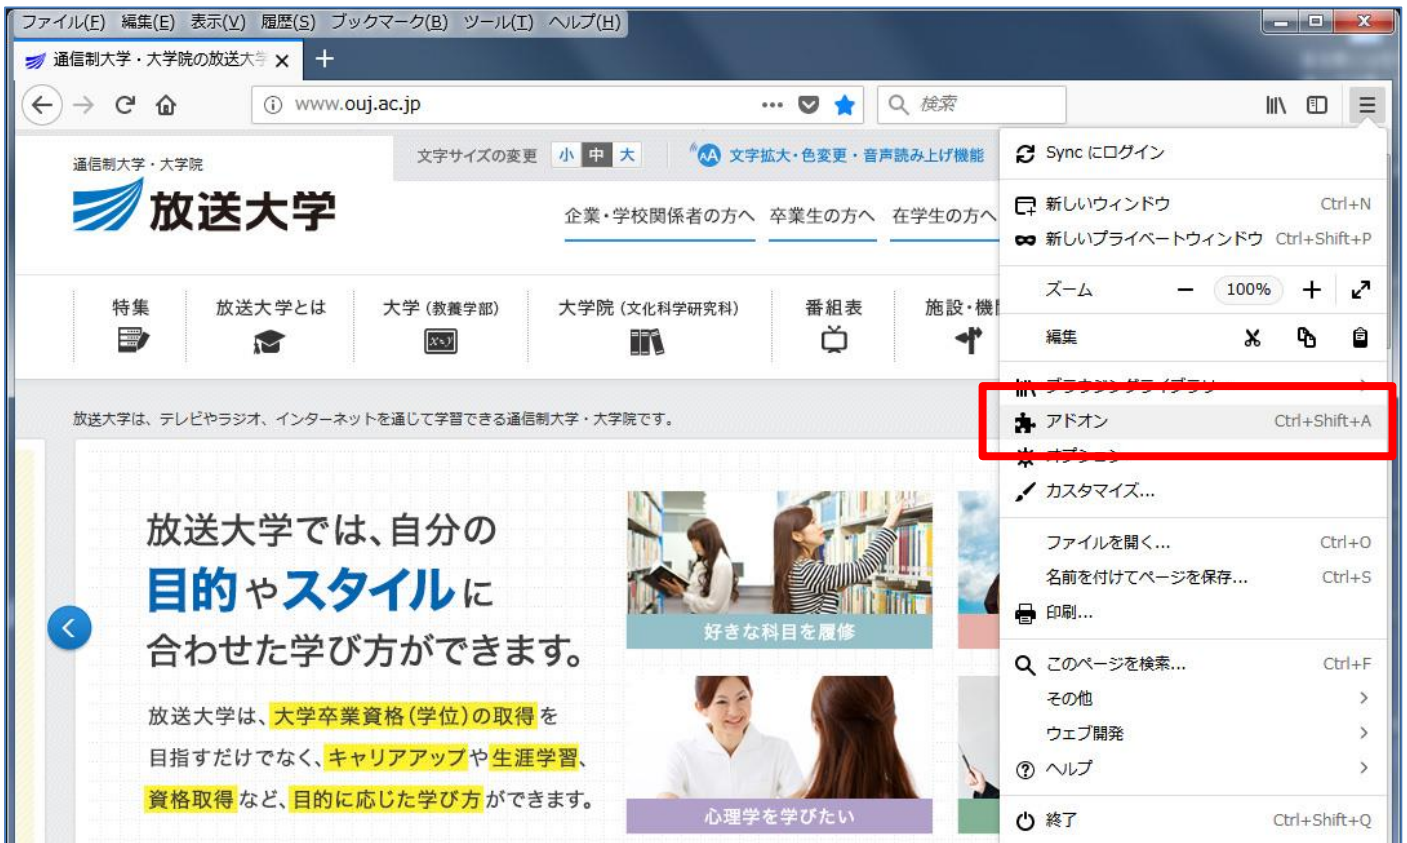 ファイル(F) 編集(E) 表示(V) 履歴(S) ブックマーク(B) ツール(T) ヘルプ(H)
通信制大学・大学院の放送大学
www.ouj.ac.jp
検索
文字サイズの変更 小 中 大 AA 文字拡大・色変更・音声読み上げ機能
通信制大学・大学院
放送大学
企業・学校関係者の方へ 卒業生の方へ 在学生の方へ
特集 放送大学とは 大学(教養学部) 大学院(文化科学研究科) 番組表 施設・機関
x=y
放送大学は、テレビやラジオ、インターネットを通じて学習できる通信制大学・大学院です。
放送大学では、自分の
目的やスタイルに
合わせた学び方ができます。
放送大学は、大学卒業資格(学位)の取得を
目指すだけでなく、キャリアアップや生涯学習、
資格取得など、目的に応じた学び方ができます。
好きな科目を履修
心理学を学びたい
Sync にログイン
新しいウィンドウ Ctrl+N
新しいプライベートウィンドウ Ctrl+Shift+P
ズーム 100%
編集
ブラウジングライブラリ
アドオン Ctrl+Shift+A
オプション
カスタマイズ...
ファイルを開く... Ctrl+O
名前を付けてページを保存... Ctrl+S
印刷...
このページを検索... Ctrl+F
その他
ウェブ開発
ヘルプ
終了 Ctrl+Shift+Q